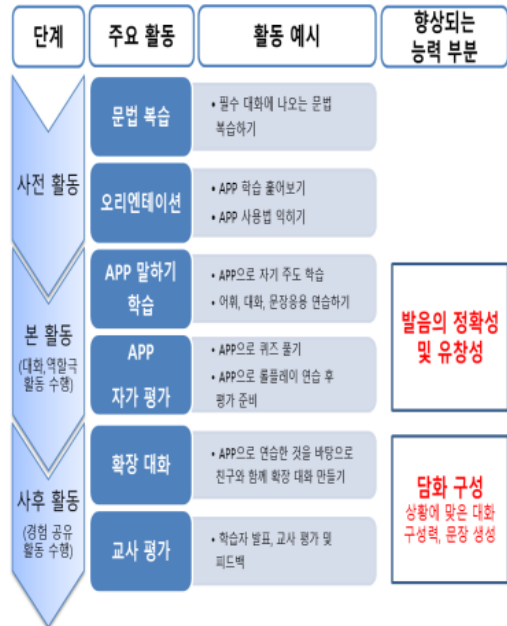 단계
주요 활동
활동 예시
향상되는
능력 부분
사전 활동
문법 복습
• 필수 대화에 나오는 문법
복습하기
오리엔테이션
• APP 학습 훑어보기
• APP 사용법 익히기
본 활동
(대화,역할극
활동 수행)
APP 말하기
학습
• APP으로 자기 주도 학습
• 어휘, 대화, 문장응용 연습하기
APP
자가 평가
• APP으로 퀴즈 풀기
• APP으로 롤플레이 연습 후
평가 준비
발음의 정확성
및 유창성
사후 활동
(경험 공유
활동 수행)
확장 대화
• APP으로 연습한 것을 바탕으로
친구와 함께 확장 대화 만들기
교사 평가
• 학습자 발표, 교사 평가 및
피드백
담화 구성
상황에 맞은 대화
구성력, 문장 생성